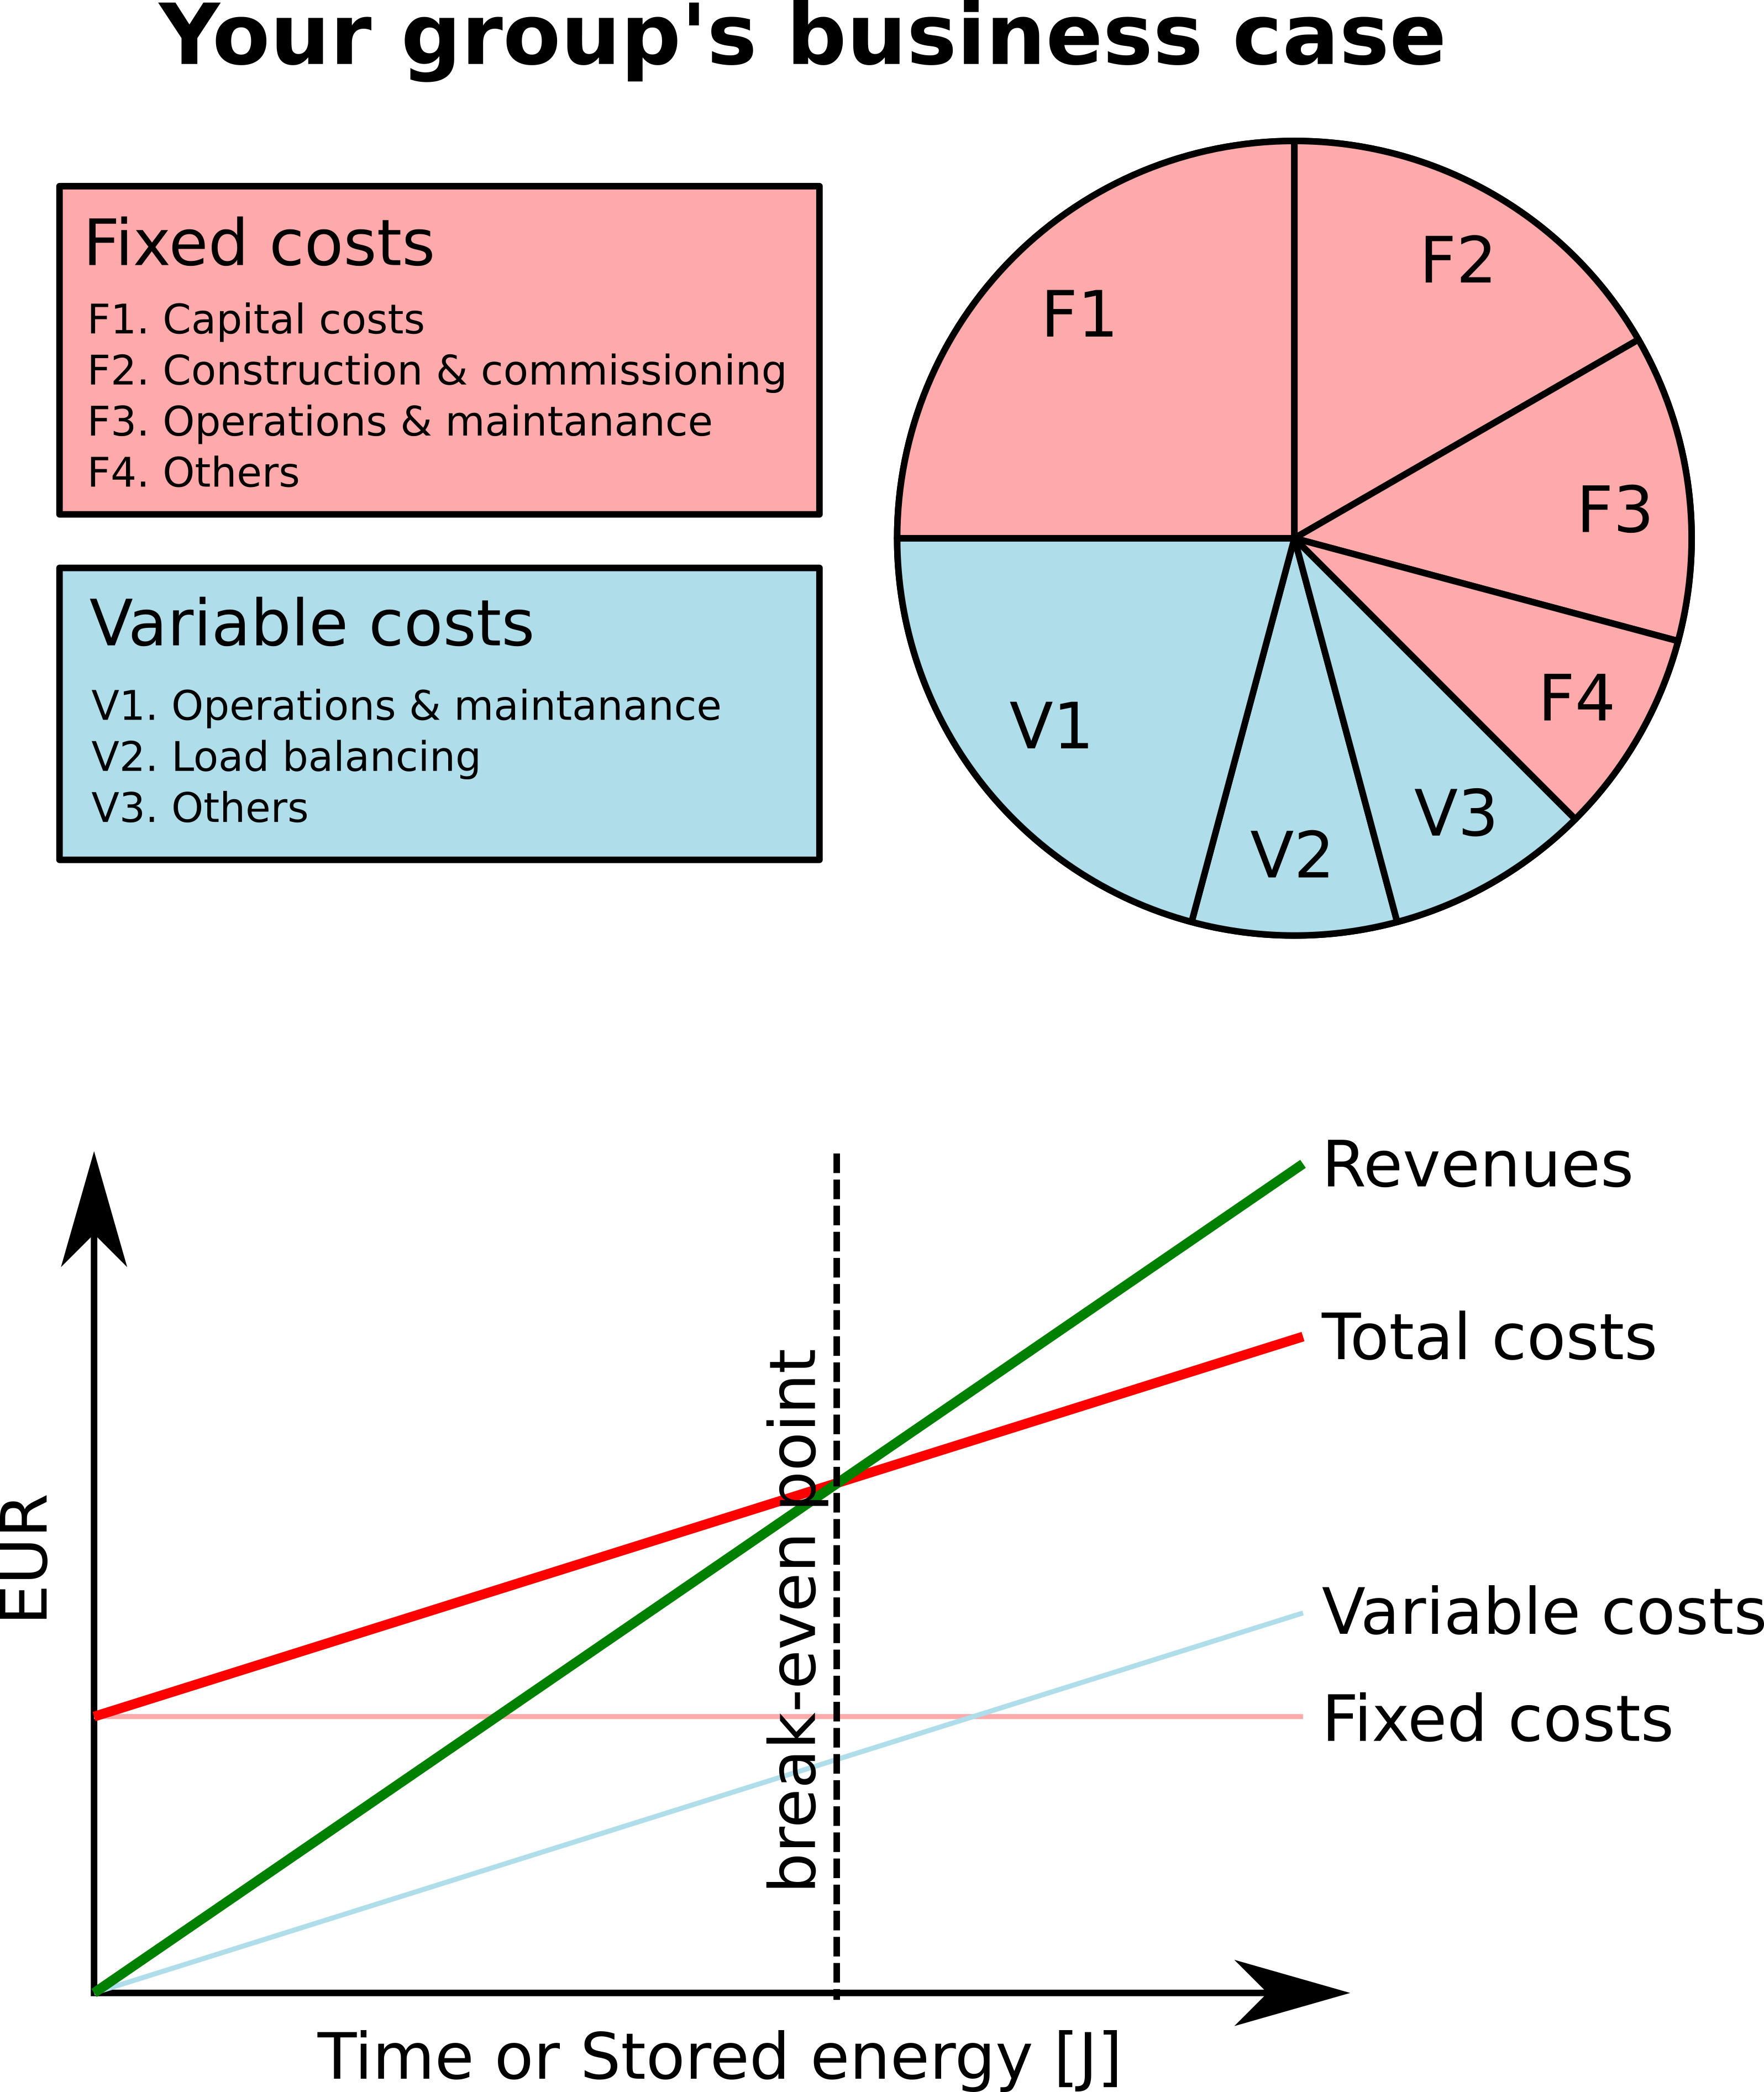 Your group's business case
Fixed costs
F1. Capital costs
F2. Construction & commissioning
F3. Operations & maintanance
F4. Others
Variable costs
V1. Operations & maintanance
V2. Load balancing
V3. Others
F1
F2
F3
F4
V1
V2
V3
Revenues
Total costs
Variable costs
Fixed costs
break-even point
EUR
Time or Stored energy [J]